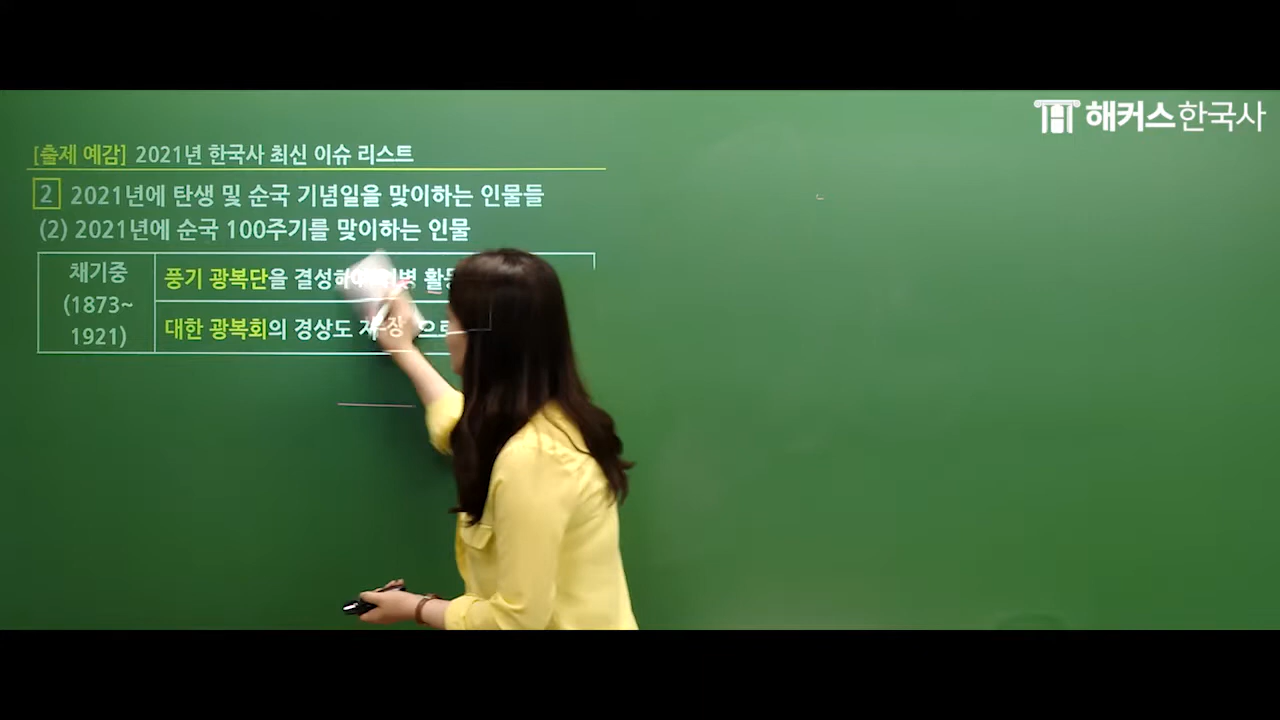 해커스한국사
[출제 예감] 2021년 한국사 최신 이슈 리스트
2 2021년에 탄생 및 순국 기념일을 맞이하는 인물들
(2) 2021년에 순국 100주기를 맞이하는 인물
채기중
(1873~
1921)
풍기 광복단을 결성하
대한 광복회의 경상도